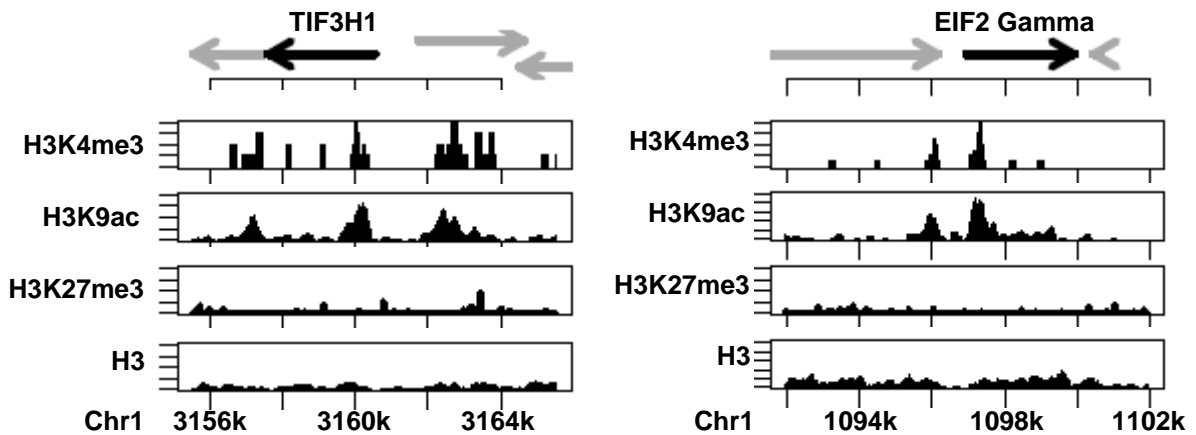 TIF3H1 EIF2 Gamma
H3K4me3 H3K4me3
H3K9ac H3K9ac
H3K27me3 H3K27me3
H3 H3
Chr1 3156k 3160k 3164k Chr1 1094k 1098k 1102k